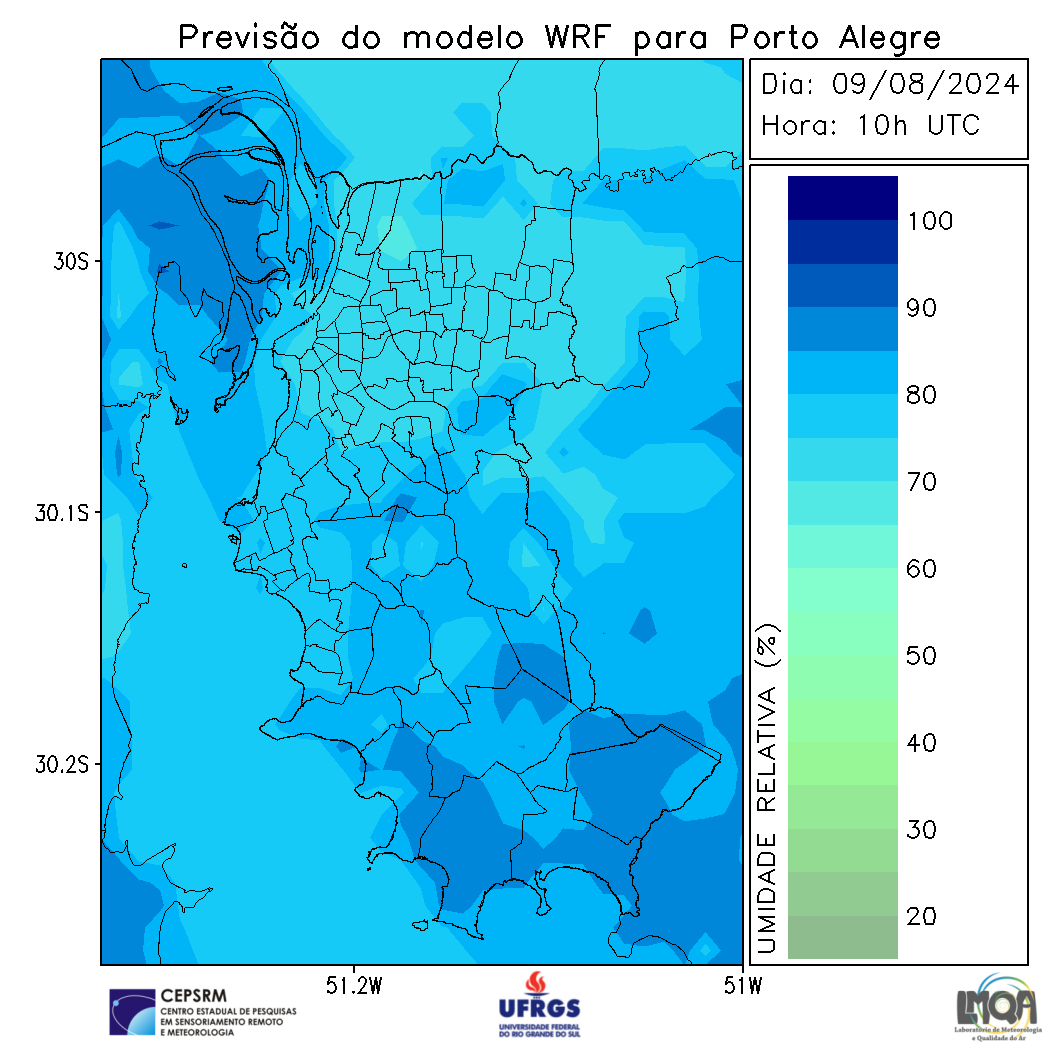 Previsão do modelo WRF para Porto Alegre
Dia: 09/08/2024
Hora: 10h UTC
100
90
80
70
60
50
40
30
20
UMIDADE RELATIVA (%)
30S
30.1S
30.2S
51.2W
51W
CEPSRM
CENTRO ESTADUAL DE PESQUISAS
EM SENSORIAMENTO REMOTO
E METEOROLOGIA
UFRGS
UNIVERSIDADE FEDERAL
DO RIO GRANDE DO SUL
LMQA
Laboratório de Meteorologia
e Qualidade do Ar